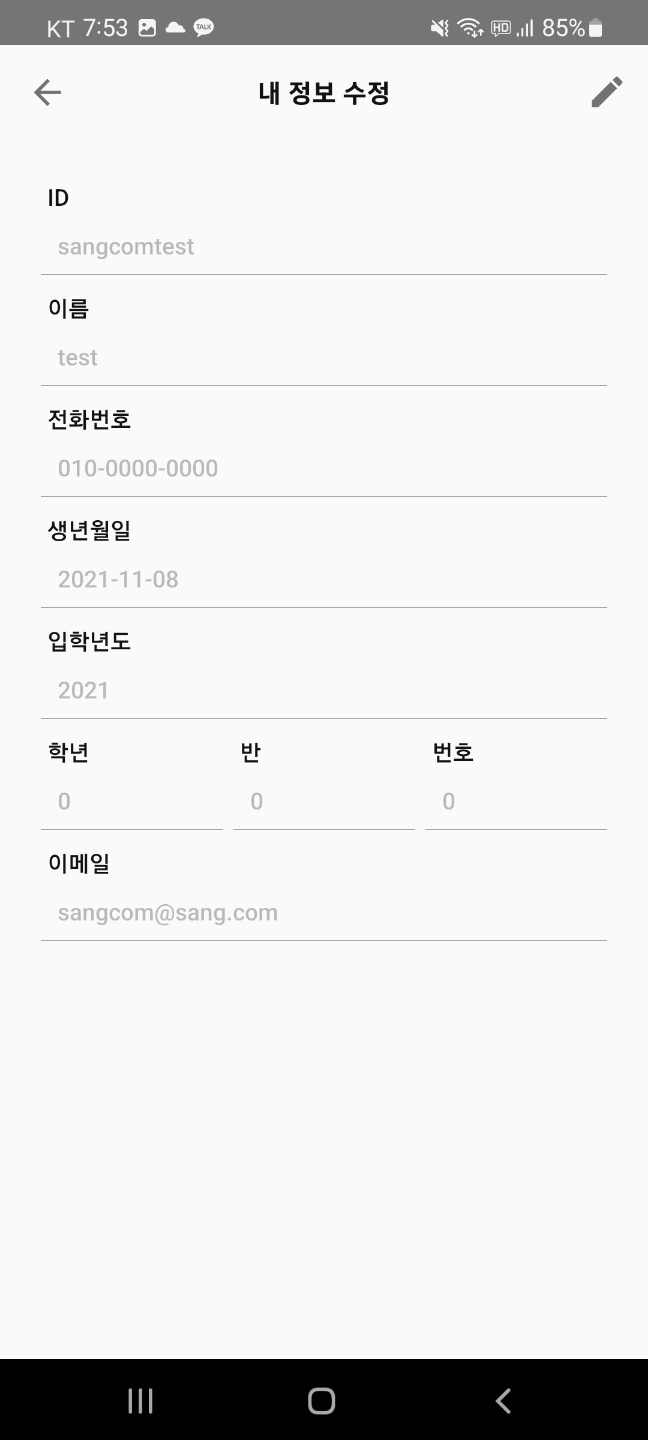 KT 7:53 TALK HD 85%
내 정보 수정
ID
sangcomtest
이름
test
전화번호
010-0000-0000
생년월일
2021-11-08
입학년도
2021
학년 반 번호
0 0 0
이메일
sangcom@sang.com